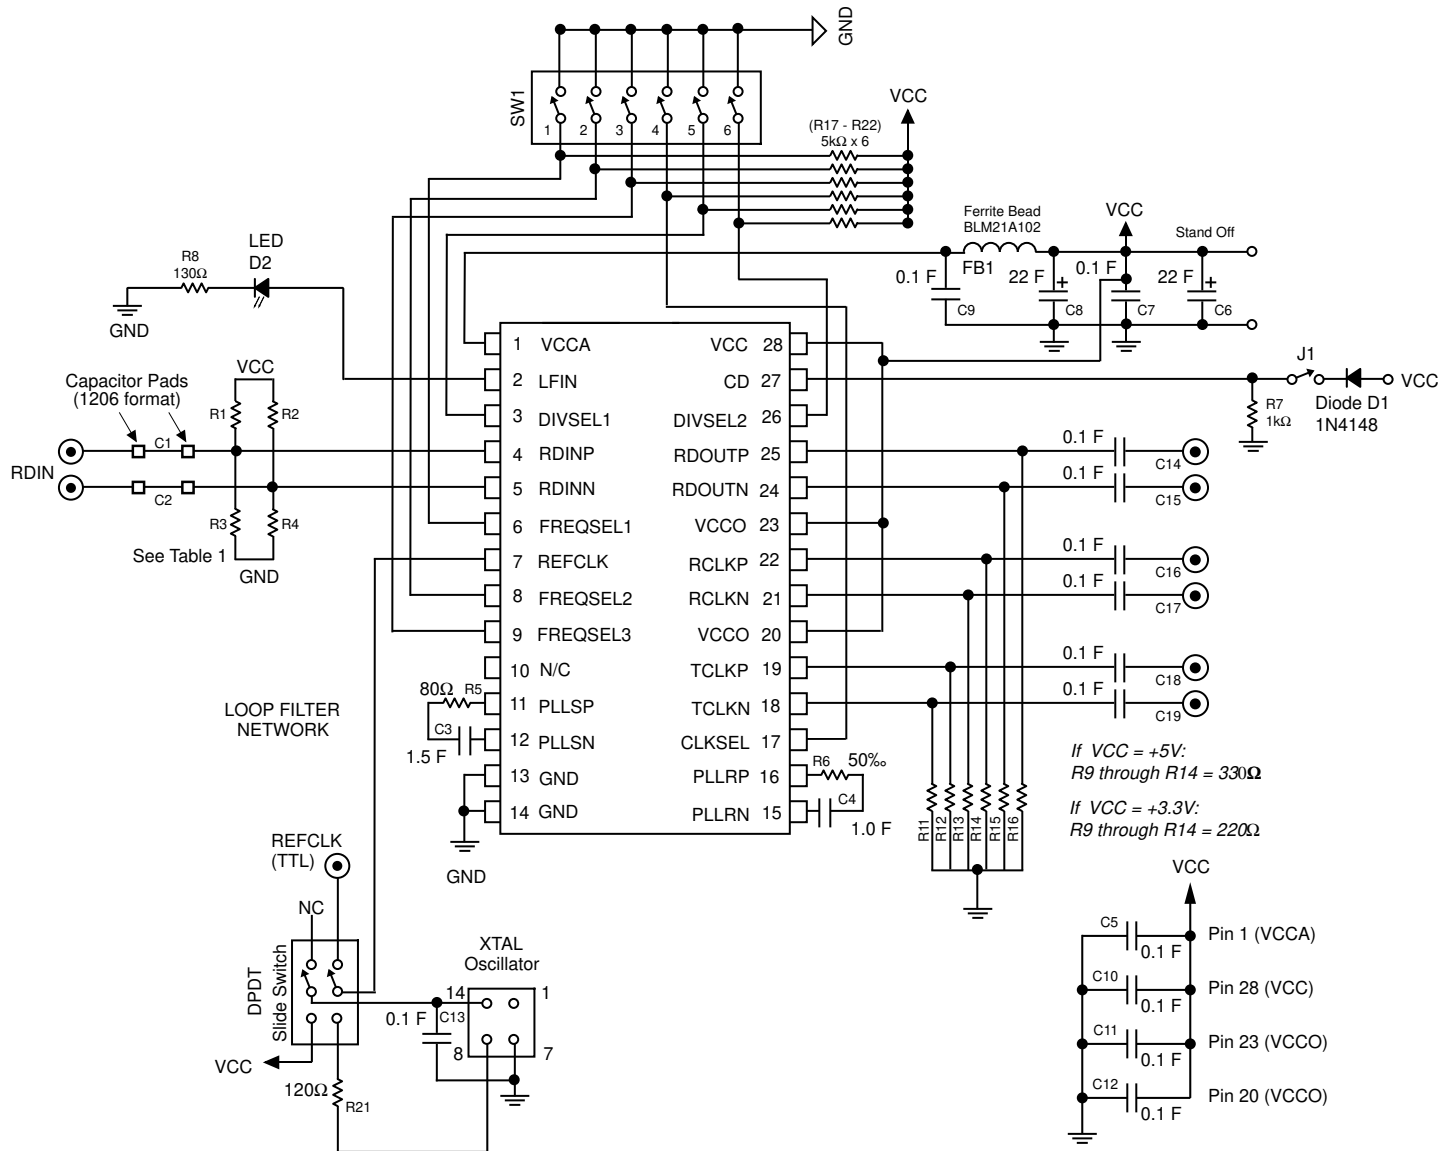 GND
SW1
1 2 3 4 5 6
VCC
(R17 - R22)
5kΩ x 6
Ferrite Bead
BLM21A102
VCC
Stand Off
0.1 F
FB1
22 F
+
0.1 F
22 F
+
C9
C8
C7
C6
LED
D2
R8
130Ω
GND
Capacitor Pads
(1206 format)
VCC
R1
R2
C1
RDIN
C2
R3
R4
See Table 1
GND
1 VCCA
2 LFIN
3 DIVSEL1
4 RDINP
5 RDINN
6 FREQSEL1
7 REFCLK
8 FREQSEL2
9 FREQSEL3
10 N/C
11 PLLSP
12 PLLSN
13 GND
14 GND
VCC 28
CD 27
DIVSEL2 26
RDOUTP 25
RDOUTN 24
VCCO 23
RCLKP 22
RCLKN 21
VCCO 20
TCLKP 19
TCLKN 18
CLKSEL 17
PLLRP 16
PLLRN 15
J1
VCC
R7
1kΩ
Diode D1
1N4148
0.1 F
C14
0.1 F
C15
0.1 F
C16
0.1 F
C17
0.1 F
C18
0.1 F
C19
80Ω
R5
C3
1.5 F
LOOP FILTER
NETWORK
GND
R6
50‰
C4
1.0 F
R11
R12
R13
R14
R15
R16
If VCC = +5V:
R9 through R14 = 330Ω
If VCC = +3.3V:
R9 through R14 = 220Ω
REFCLK
(TTL)
NC
DPDT
Slide Switch
VCC
120Ω
R21
XTAL
Oscillator
14
1
0.1 F
C13
8
7
VCC
C5
0.1 F
Pin 1 (VCCA)
C10
0.1 F
Pin 28 (VCC)
C11
0.1 F
Pin 23 (VCCO)
C12
0.1 F
Pin 20 (VCCO)